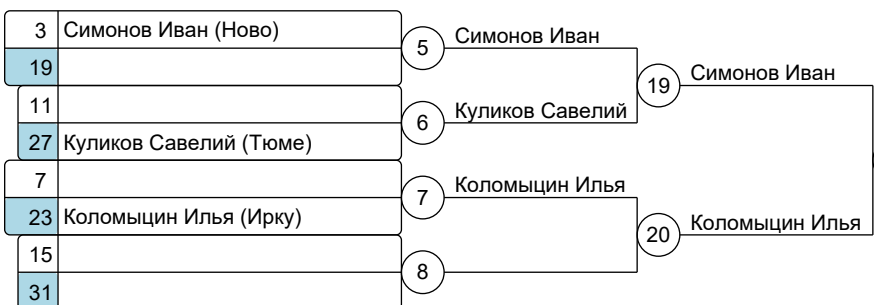 3 Симонов Иван (Ново)
5 Симонов Иван
19
19 Симонов Иван
11
6 Куликов Савелий
27 Куликов Савелий (Тюме)
7
7 Коломыцин Илья
23 Коломыцин Илья (Ирку)
20 Коломыцин Илья
15
8
31